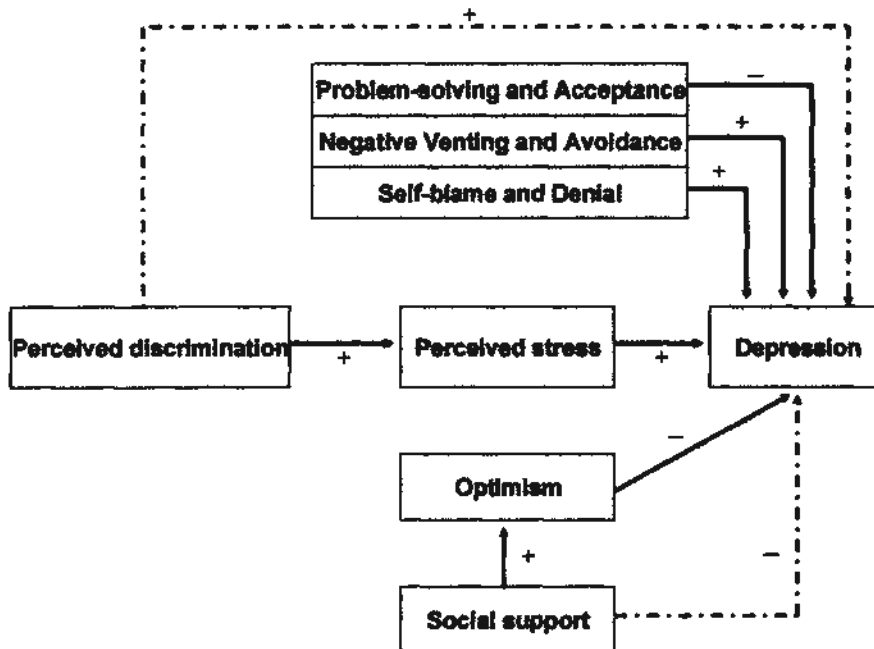 +
Problem-solving and Acceptance
−
Negative Venting and Avoidance
+
Self-blame and Denial
+
Perceived discrimination
+
Perceived stress
+
Depression
−
Optimism
+
−
Social support